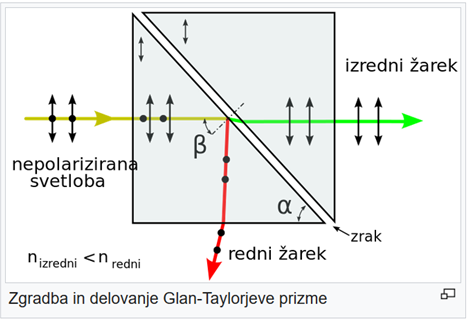 izredni žarek
β
nepolarizirana
svetloba
α
zrak
redni žarek
n izredni < n redni
Zgradba in delovanje Glan-Taylorjeve prizme